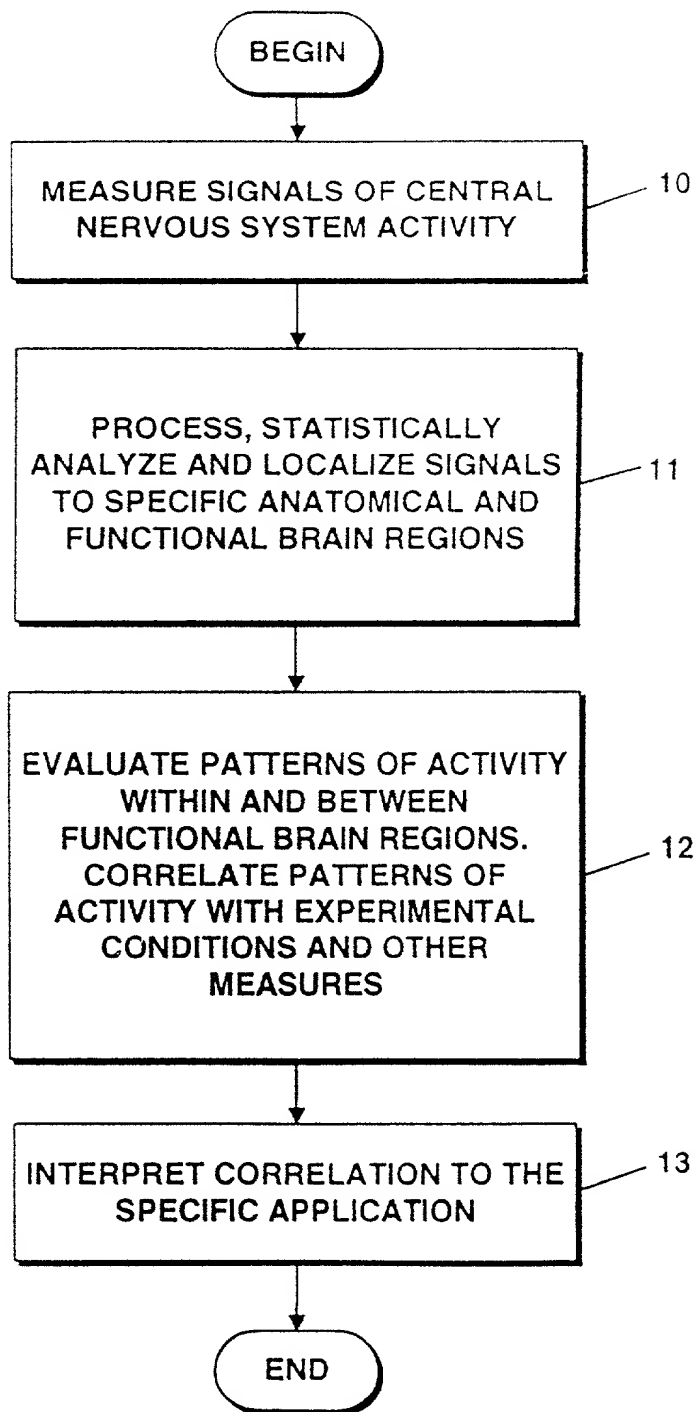 BEGIN
MEASURE SIGNALS OF CENTRAL
NERVOUS SYSTEM ACTIVITY
10
PROCESS, STATISTICALLY
ANALYZE AND LOCALIZE SIGNALS
TO SPECIFIC ANATOMICAL AND
FUNCTIONAL BRAIN REGIONS
11
EVALUATE PATTERNS OF ACTIVITY
WITHIN AND BETWEEN
FUNCTIONAL BRAIN REGIONS.
CORRELATE PATTERNS OF
ACTIVITY WITH EXPERIMENTAL
CONDITIONS AND OTHER
MEASURES
12
INTERPRET CORRELATION TO THE
SPECIFIC APPLICATION
13
END